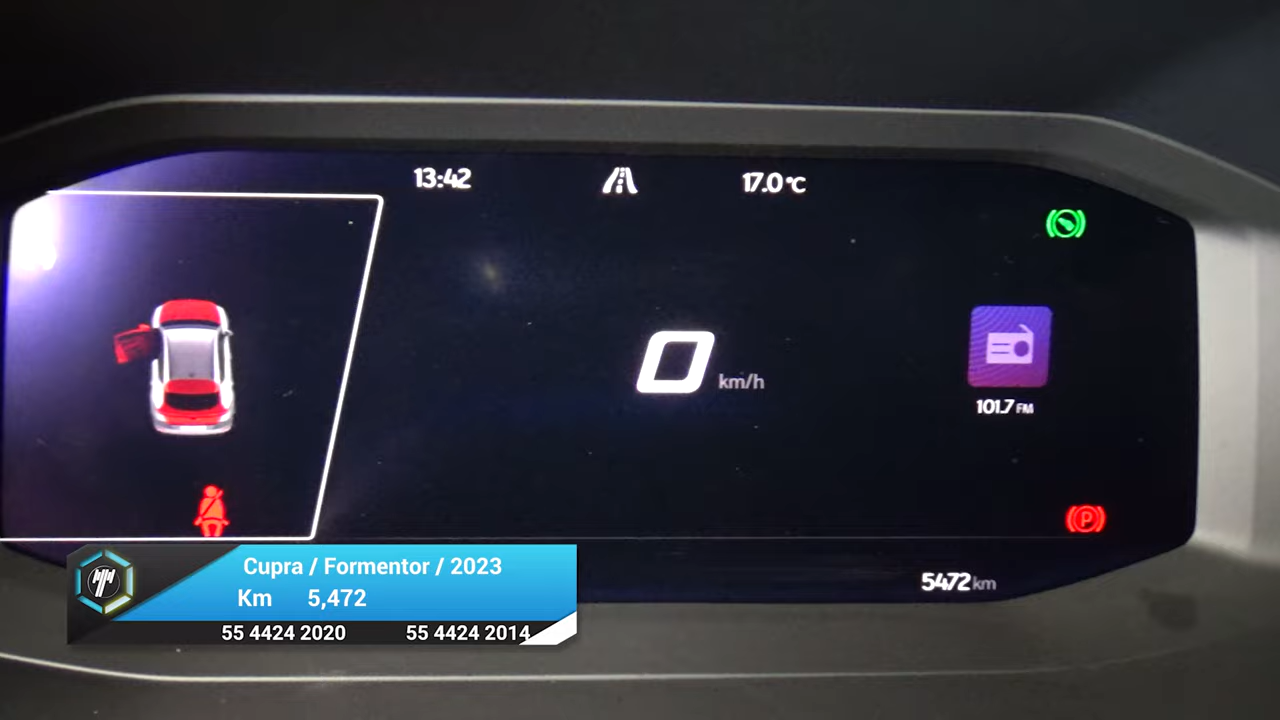 13:42
17.0 °C
0 km/h
101.7 FM
P
5472 km
Cupra / Formentor / 2023
Km 5,472
55 4424 2020 55 4424 2014